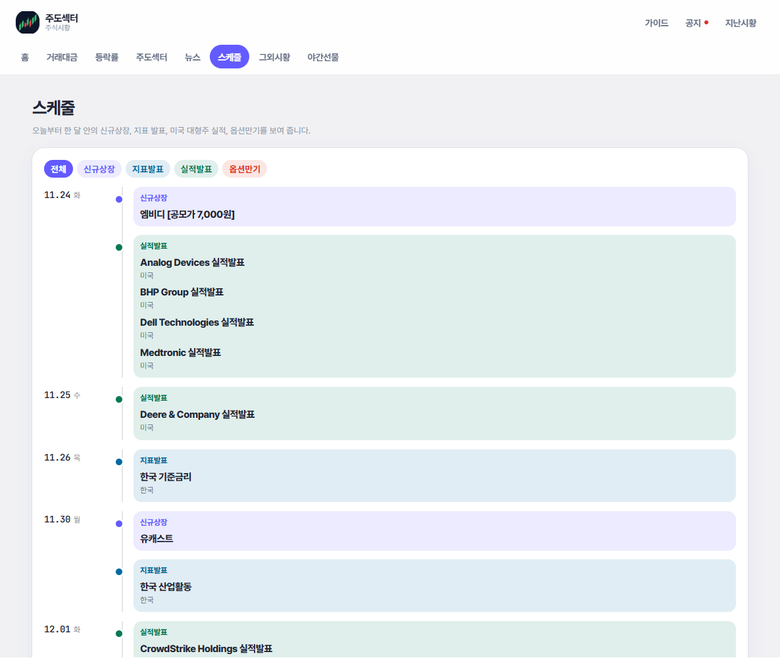 주도섹터
주식시황
가이드
공지
지난시황
홈
거래대금
등락률
주도섹터
뉴스
스케줄
그외시황
야간선물
스케줄
오늘부터 한 달 안의 신규상장, 지표 발표, 미국 대형주 실적, 옵션만기를 보여 줍니다.
전체
신규상장
지표발표
실적발표
옵션만기
11.24 화
신규상장
엠비디 [공모가 7,000원]
실적발표
Analog Devices 실적발표
미국
BHP Group 실적발표
미국
Dell Technologies 실적발표
미국
Medtronic 실적발표
미국
11.25 수
실적발표
Deere & Company 실적발표
미국
11.26 목
지표발표
한국 기준금리
한국
11.30 월
신규상장
유캐스트
지표발표
한국 산업활동
한국
12.01 화
실적발표
CrowdStrike Holdings 실적발표